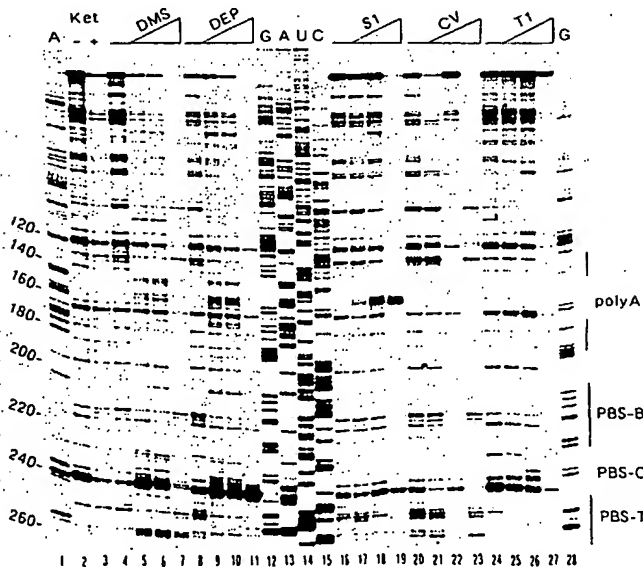 Ket DMS DEP S1 CV T1
A - + G A U C G
120-
140-
160-
180-
200-
220-
240-
260-
polyA
PBS-B
PBS-C
PBS-T
1 2 3 4 5 6 7 8 9 10 11 12 13 14 15 16 17 18 19 20 21 22 23 24 25 26 27 28